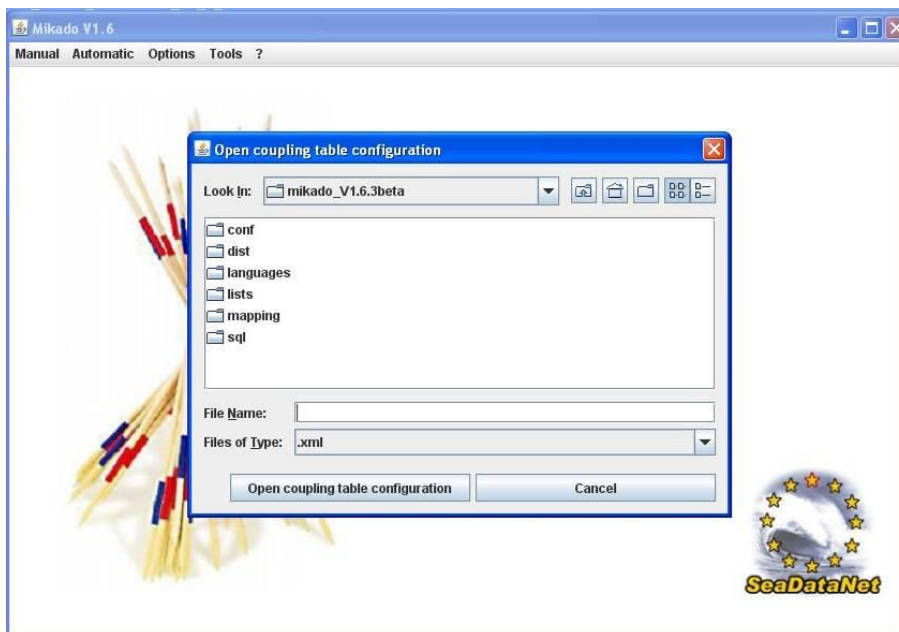 Mikado V1.6
Manual Automatic Options Tools ?
Open coupling table configuration
Look In: mikado_V1.6.3beta
conf
dist
languages
lists
mapping
sql
File Name:
Files of Type: .xml
Open coupling table configuration Cancel
SeaDataNet